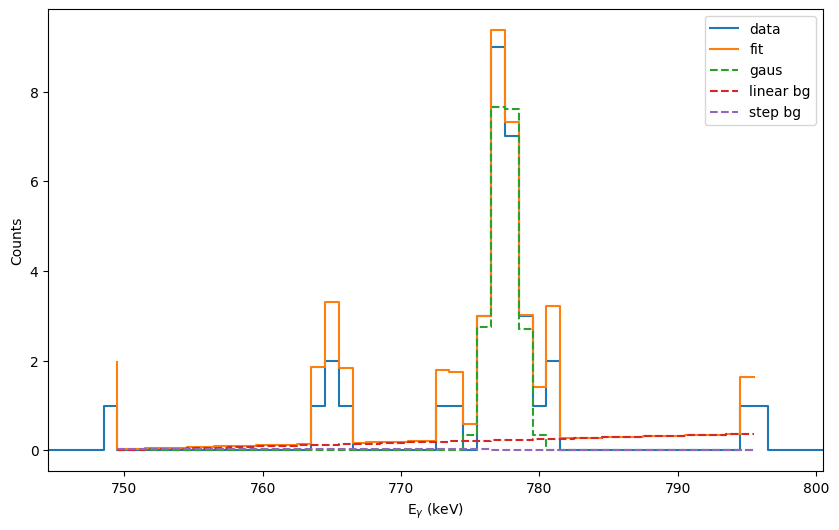 data
fit
gaus
linear bg
step bg
Counts
8
6
4
2
0
750 760 770 780 790 800
Eγ (keV)